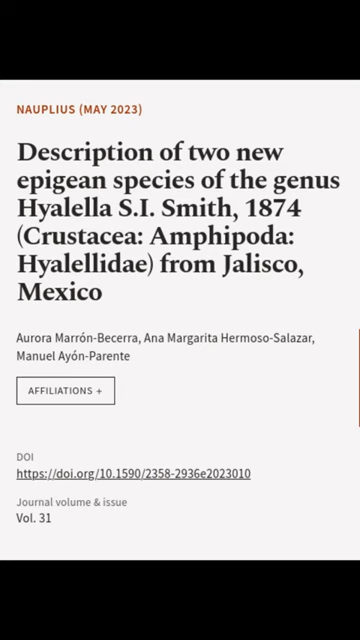 NAUPLIUS (MAY 2023)
Description of two new
epigean species of the genus
Hyalella S.I. Smith, 1874
(Crustacea: Amphipoda:
Hyalellidae) from Jalisco,
Mexico
Aurora Marrón-Becerra, Ana Margarita Hermoso-Salazar,
Manuel Ayón-Parente
AFFILIATIONS +
DOI
https://doi.org/10.1590/2358-2936e2023010
Journal volume & issue
Vol. 31